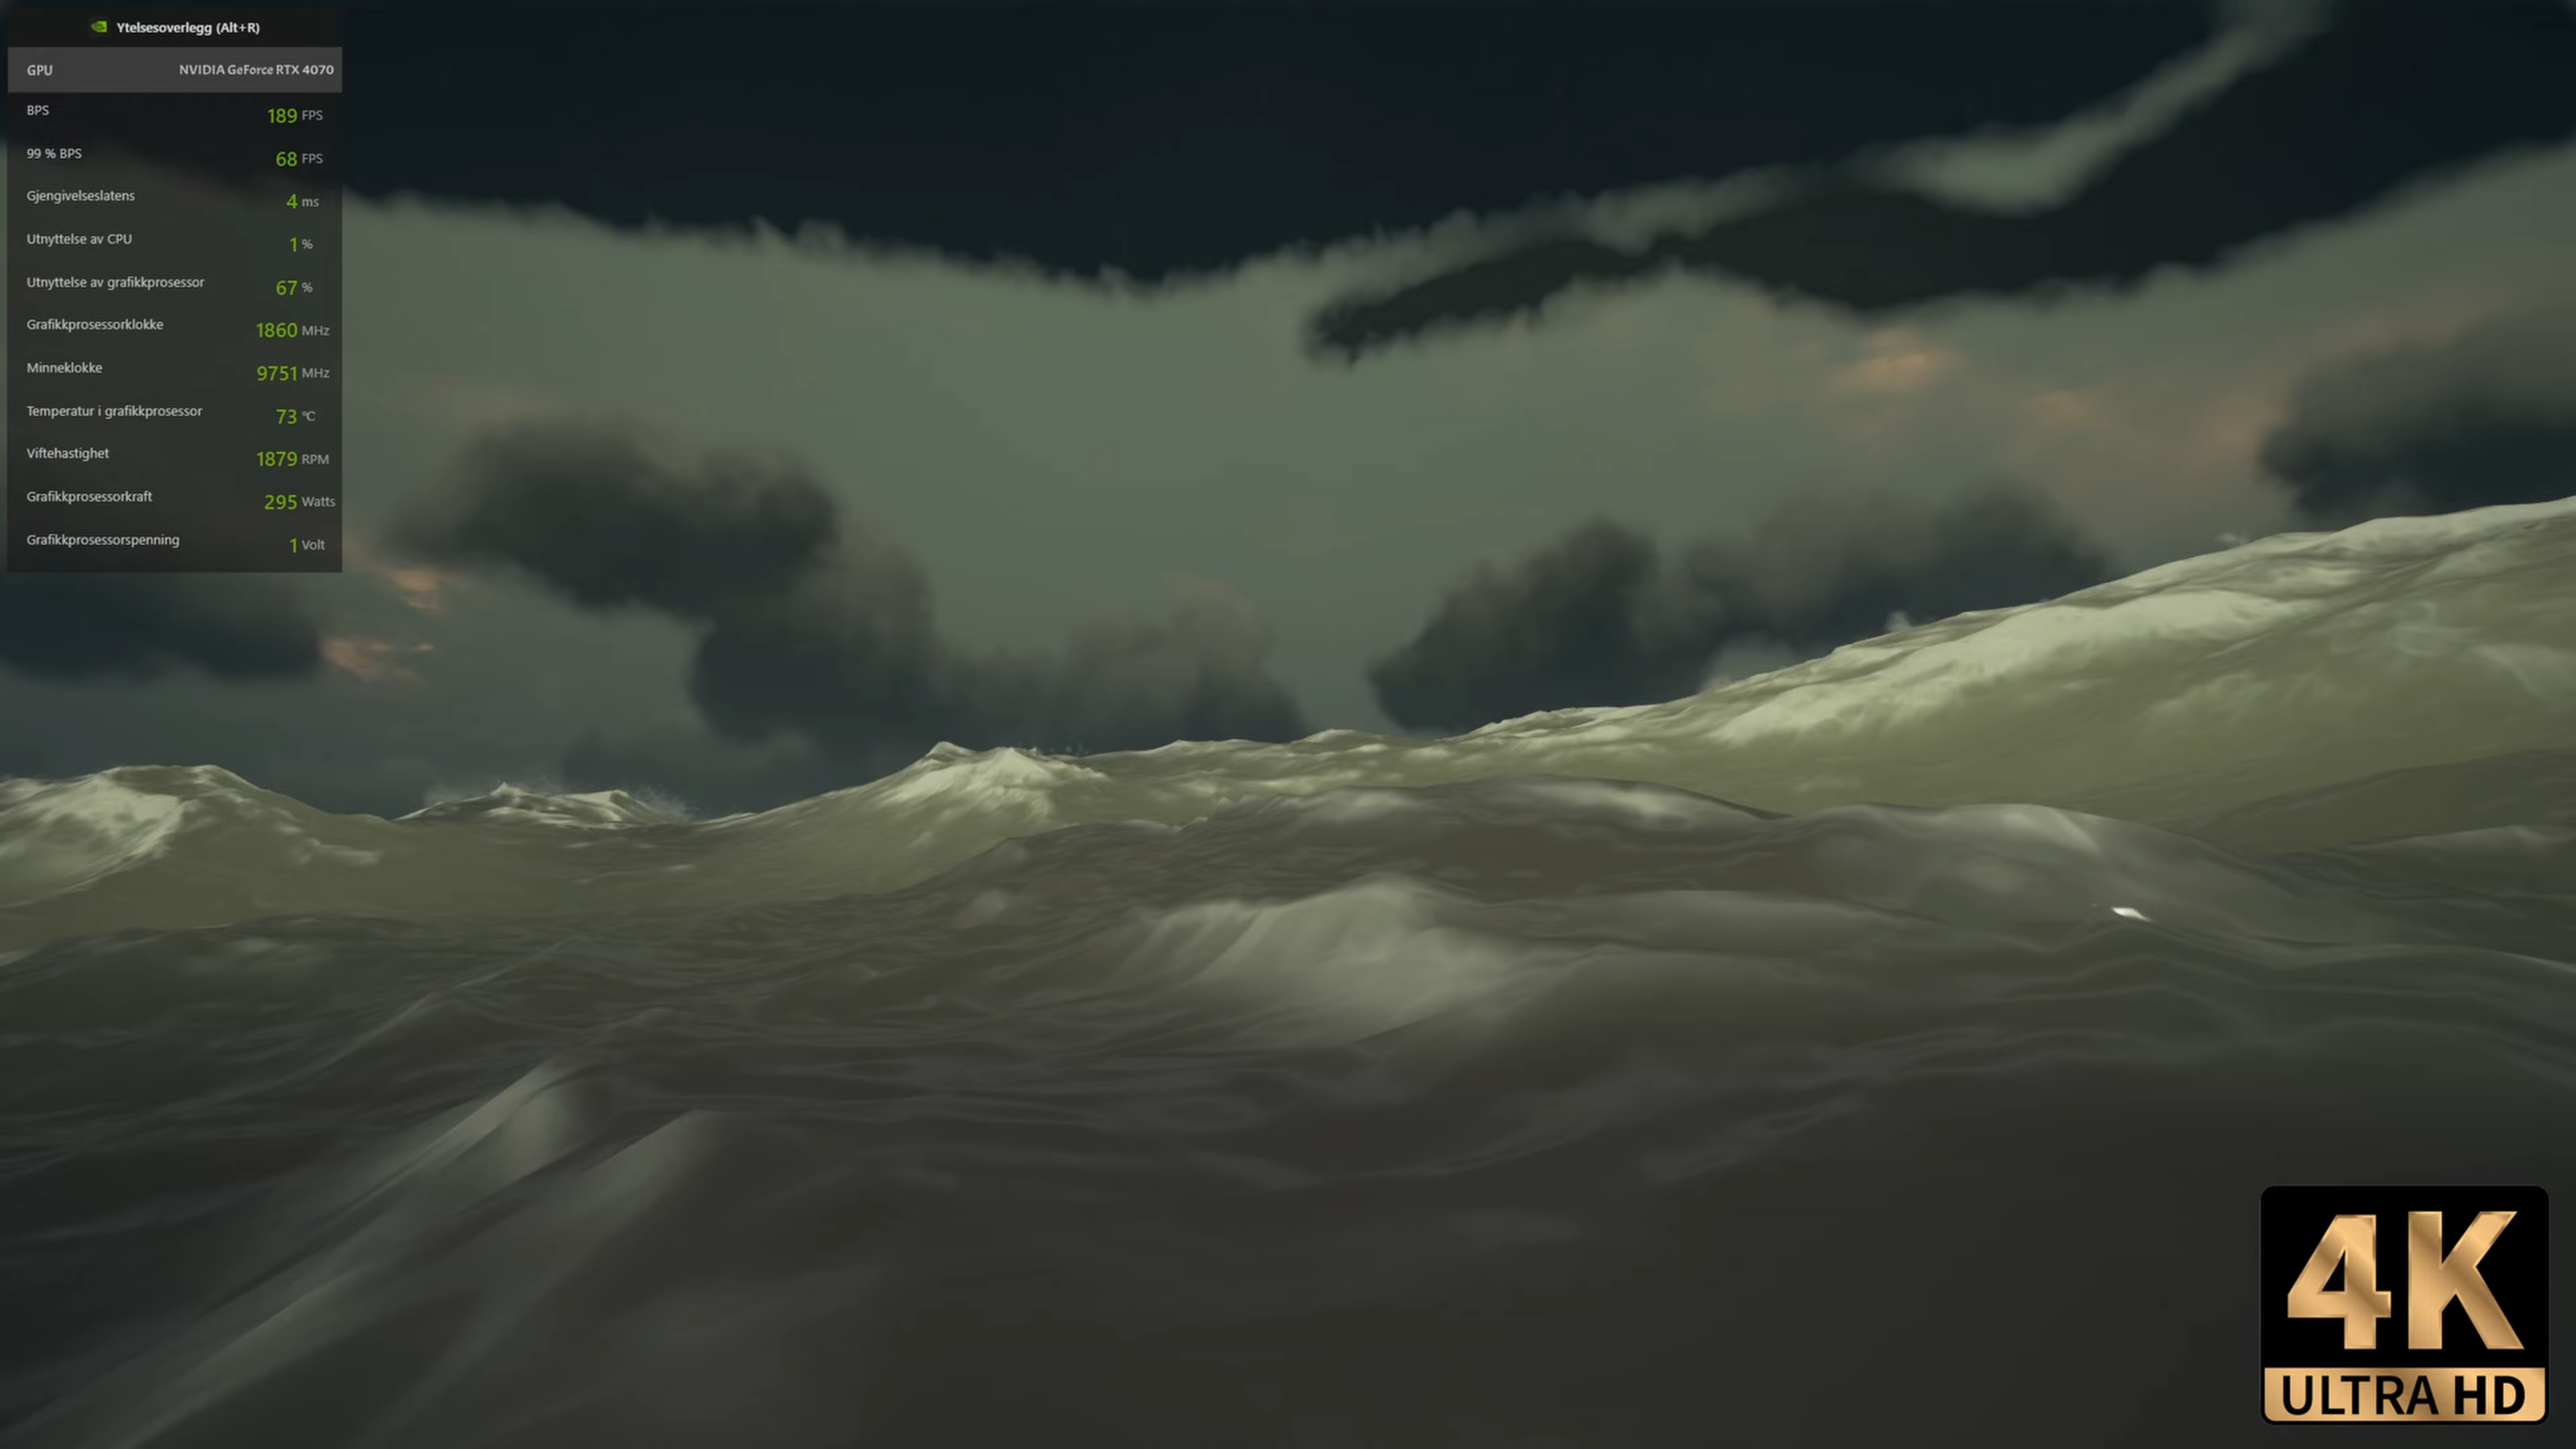 Ytelsesoverlegg (Alt+R)
GPU NVIDIA GeForce RTX 4070
BPS 189 FPS
99 % BPS 68 FPS
Gjengivelseslatens 4 ms
Utnyttelse av CPU 1 %
Utnyttelse av grafikkprosessor 67 %
Grafikkprosessorklokke 1860 MHz
Minneklokke 9751 MHz
Temperatur i grafikkprosessor 73 °C
Viftehastighet 1879 RPM
Grafikkprosessorkraft 295 Watts
Grafikkprosessorspenning 1 Volt
4K
ULTRA HD